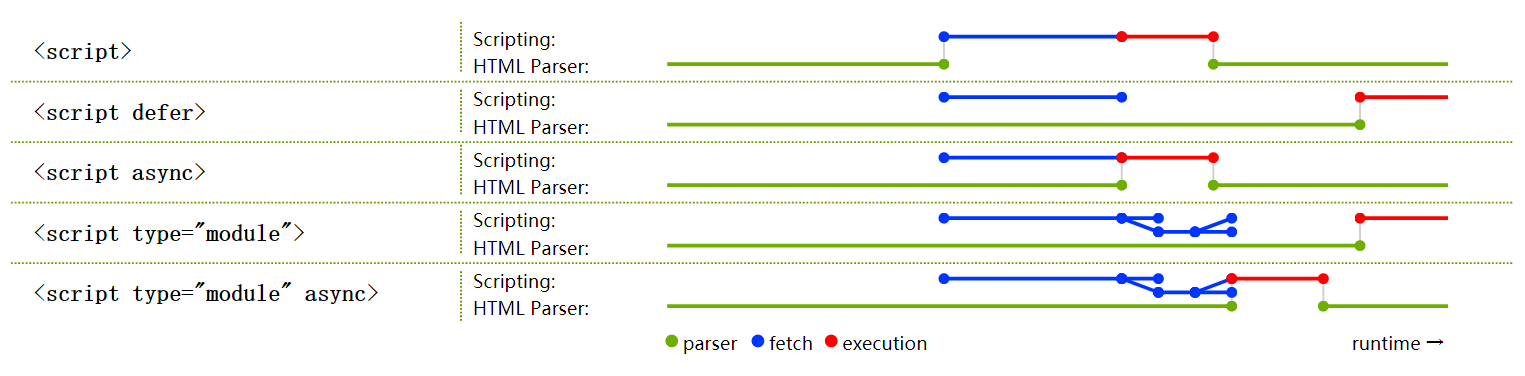 <script>
Scripting:
HTML Parser:
<script defer>
Scripting:
HTML Parser:
<script async>
Scripting:
HTML Parser:
<script type="module">
Scripting:
HTML Parser:
<script type="module" async>
Scripting:
HTML Parser:
parser fetch execution runtime →